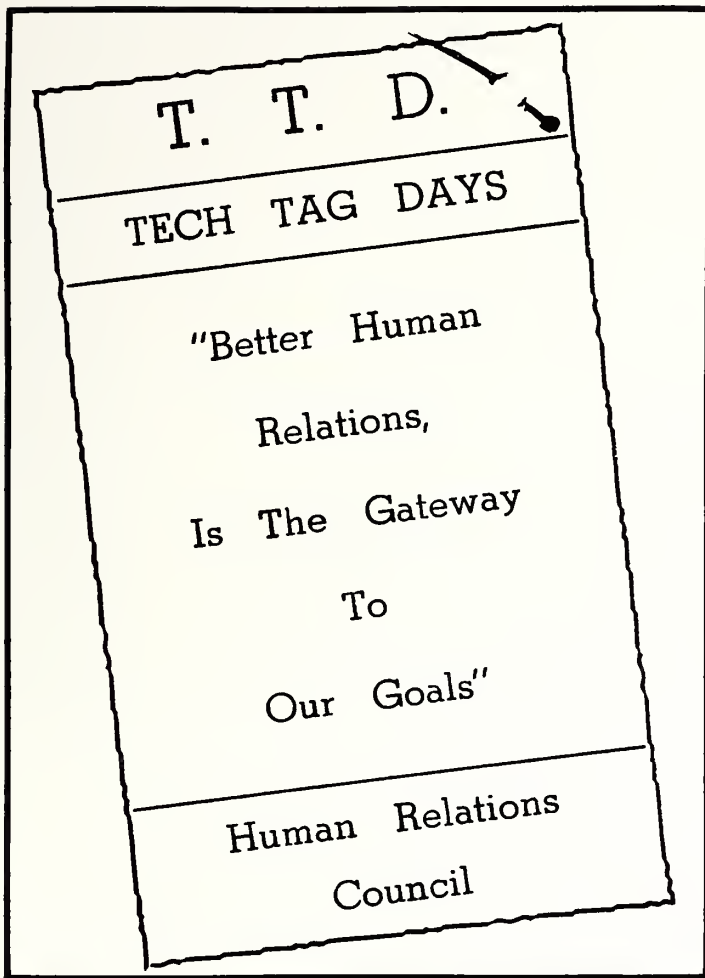 T. T. D.
TECH TAG DAYS
"Better Human
Relations,
Is The Gateway
To
Our Goals"
Human Relations
Council